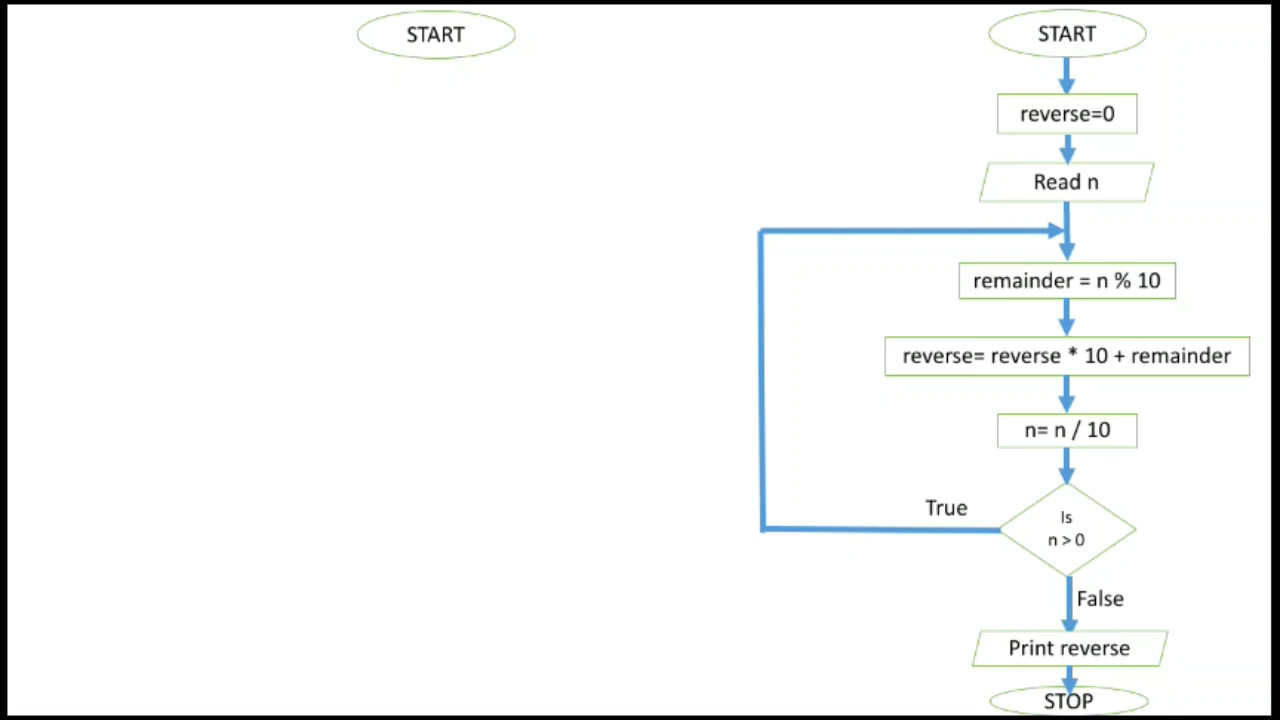 START
START
reverse=0
Read n
remainder = n % 10
reverse= reverse * 10 + remainder
n= n / 10
True
Is
n > 0
False
Print reverse
STOP